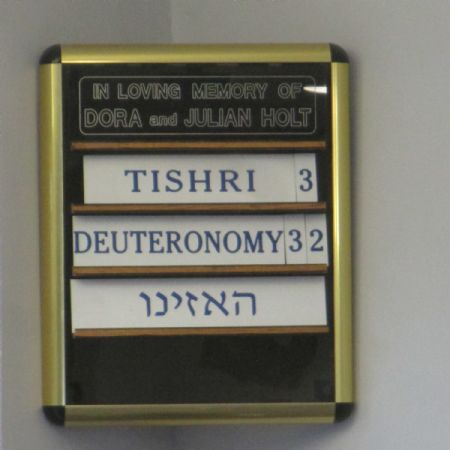 IN LOVING MEMORY OF
DORA and JULIAN HOLT
TISHRI 3
DEUTERONOMY 32
האזינו